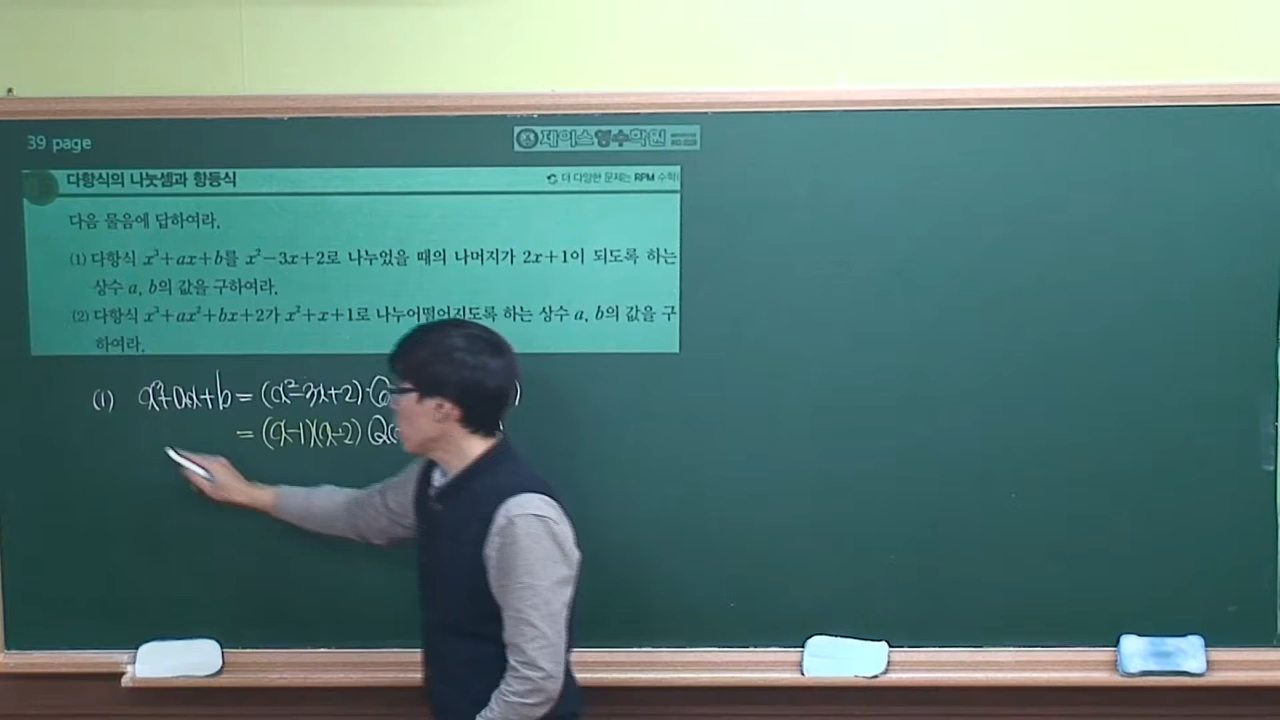 39 page
제이스영수학원
다항식의 나눗셈과 항등식
더 다양한 문제는 RPM 수학
다음 물음에 답하여라.
(1) 다항식 x³+ax+b를 x²-3x+2로 나누었을 때의 나머지가 2x+1이 되도록 하는
상수 a, b의 값을 구하여라.
(2) 다항식 x³+ax²+bx+2가 x²+x+1로 나누어떨어지도록 하는 상수 a, b의 값을 구
하여라.
(1) x³+ax+b = (x²-3x+2)·Q )
= (x-1)(x-2) Q(